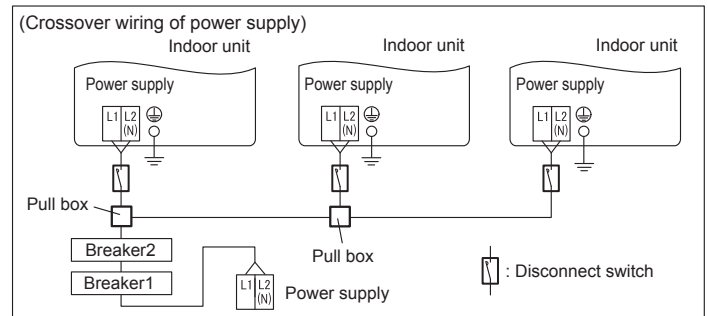 (Crossover wiring of power supply)
Indoor unit
Indoor unit
Indoor unit
Power supply
Power supply
Power supply
L1 L2 (N)
L1 L2 (N)
L1 L2 (N)
Pull box
Pull box
Breaker2
Breaker1
L1 L2 (N)
Power supply
: Disconnect switch